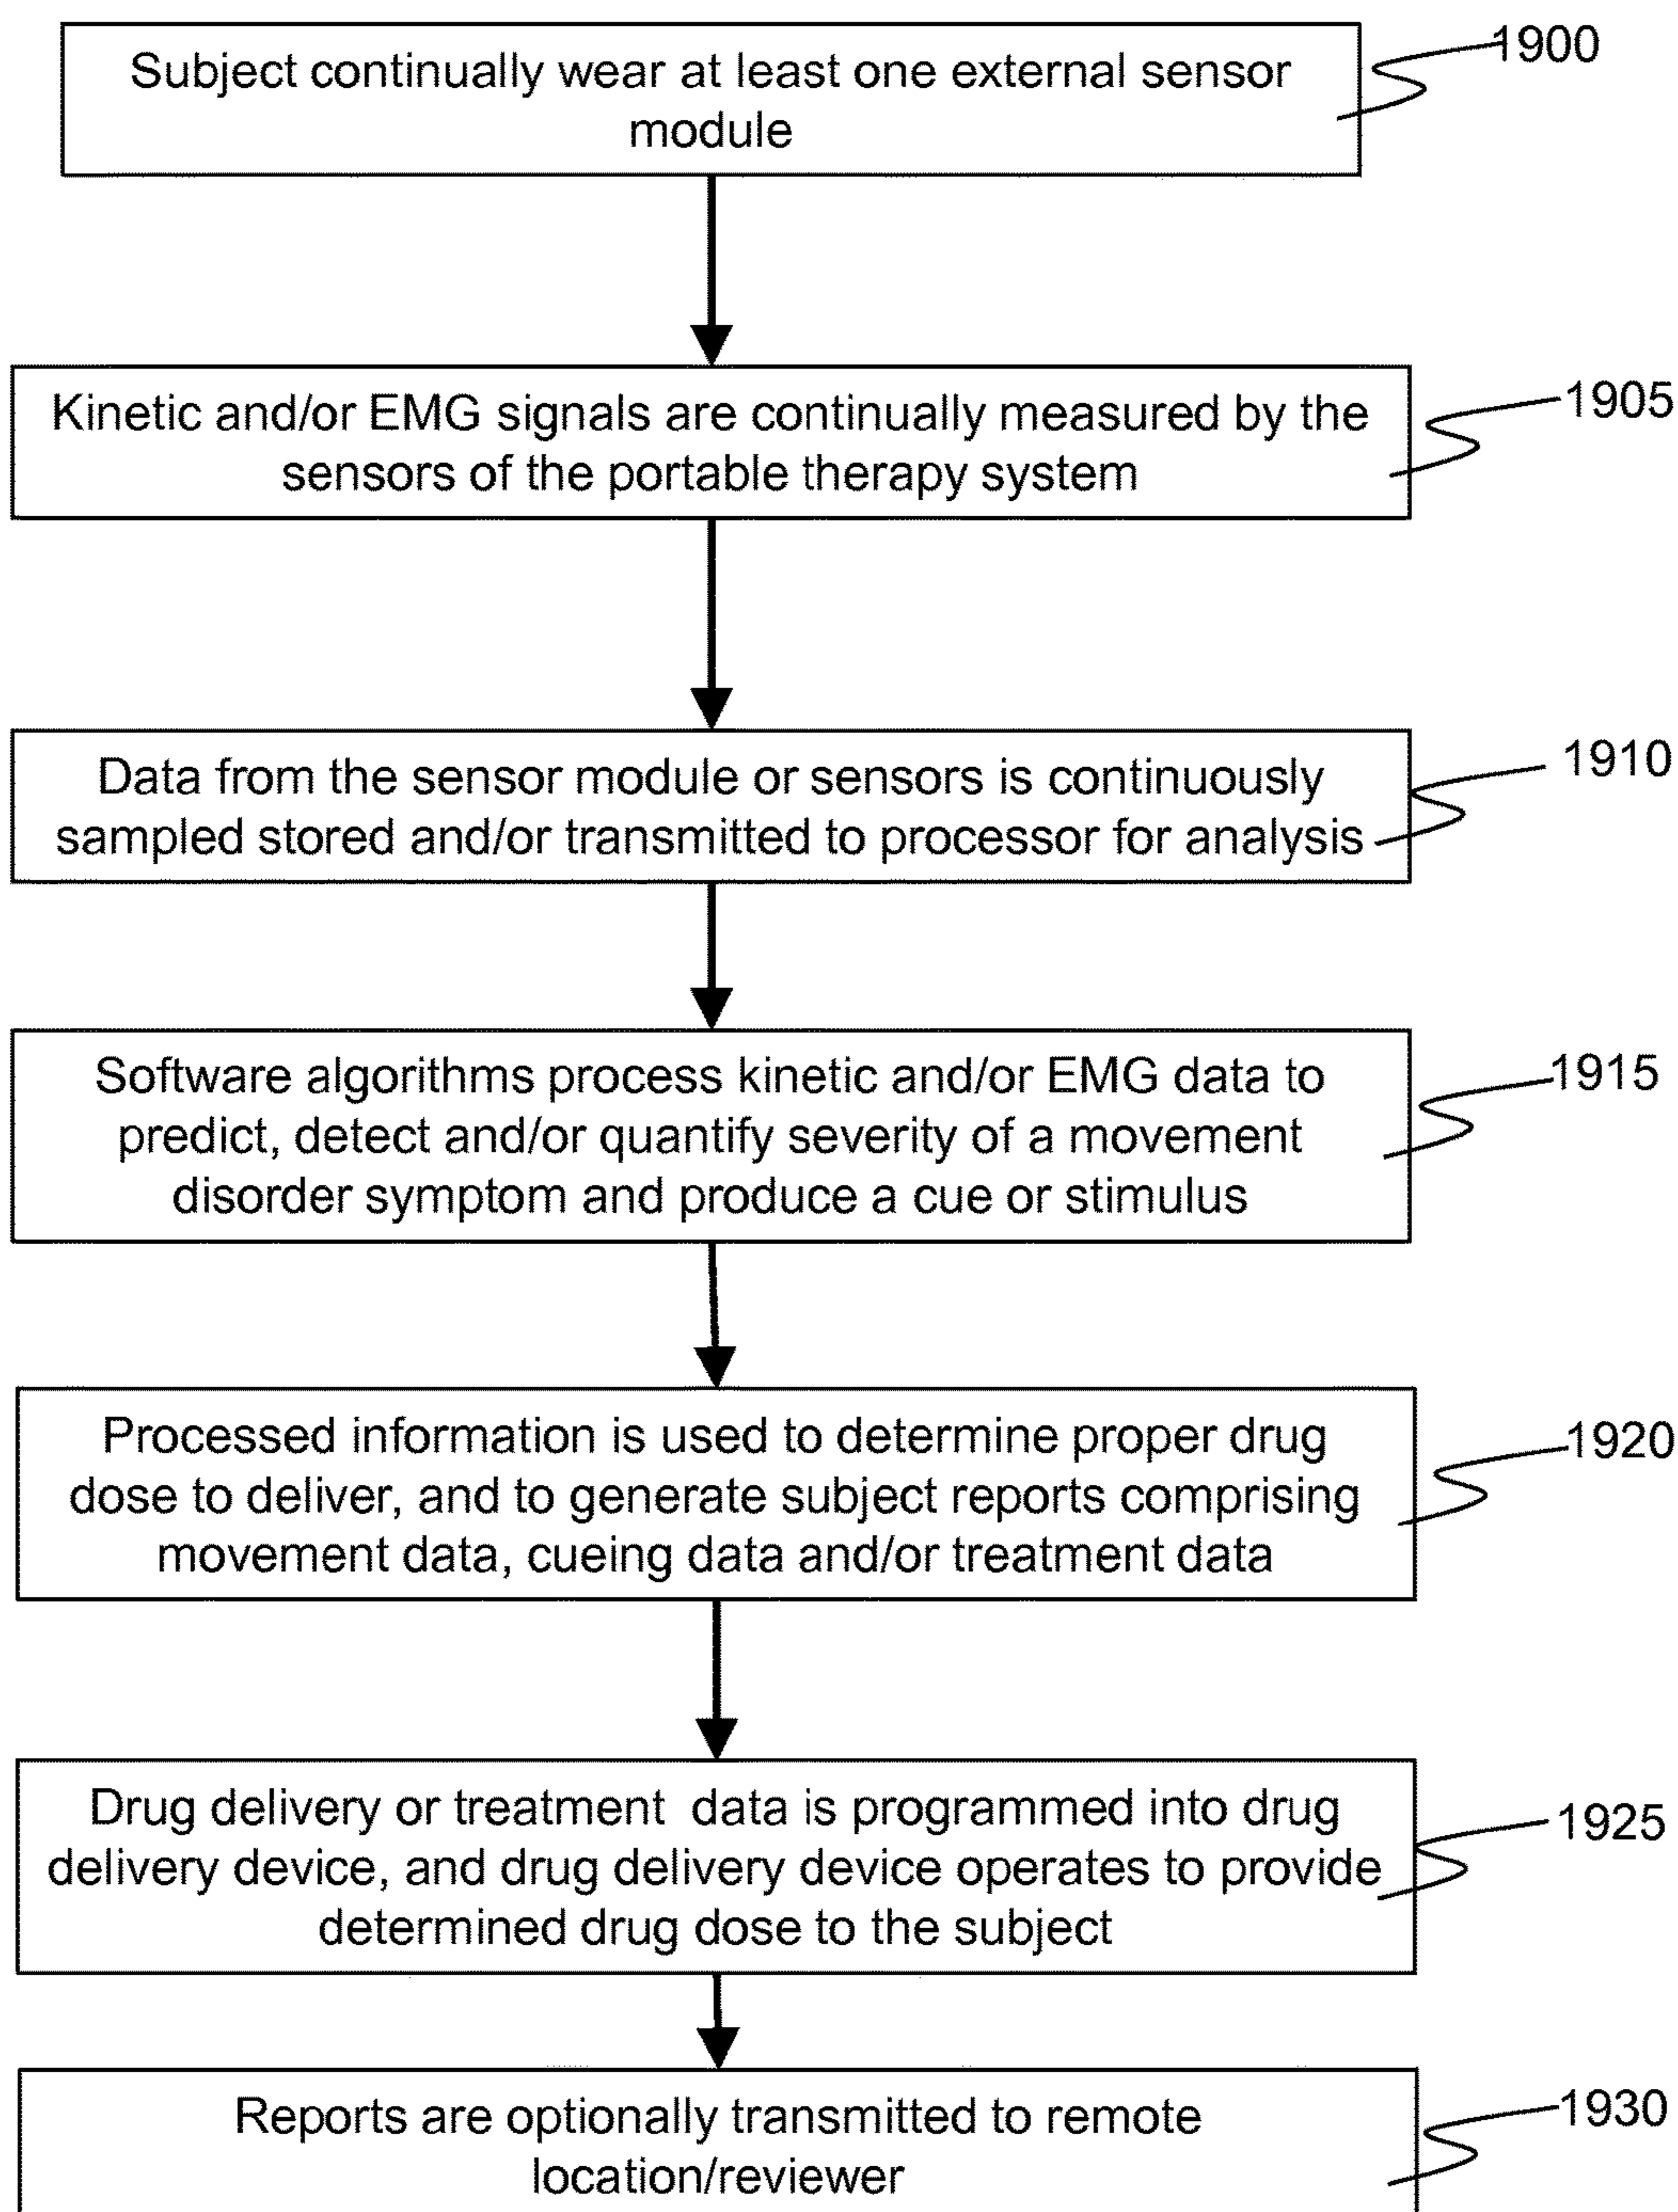 1900
Subject continually wear at least one external sensor
module
1905
Kinetic and/or EMG signals are continually measured by the
sensors of the portable therapy system
1910
Data from the sensor module or sensors is continuously
sampled stored and/or transmitted to processor for analysis
1915
Software algorithms process kinetic and/or EMG data to
predict, detect and/or quantify severity of a movement
disorder symptom and produce a cue or stimulus
1920
Processed information is used to determine proper drug
dose to deliver, and to generate subject reports comprising
movement data, cueing data and/or treatment data
1925
Drug delivery or treatment data is programmed into drug
delivery device, and drug delivery device operates to provide
determined drug dose to the subject
1930
Reports are optionally transmitted to remote
location/reviewer